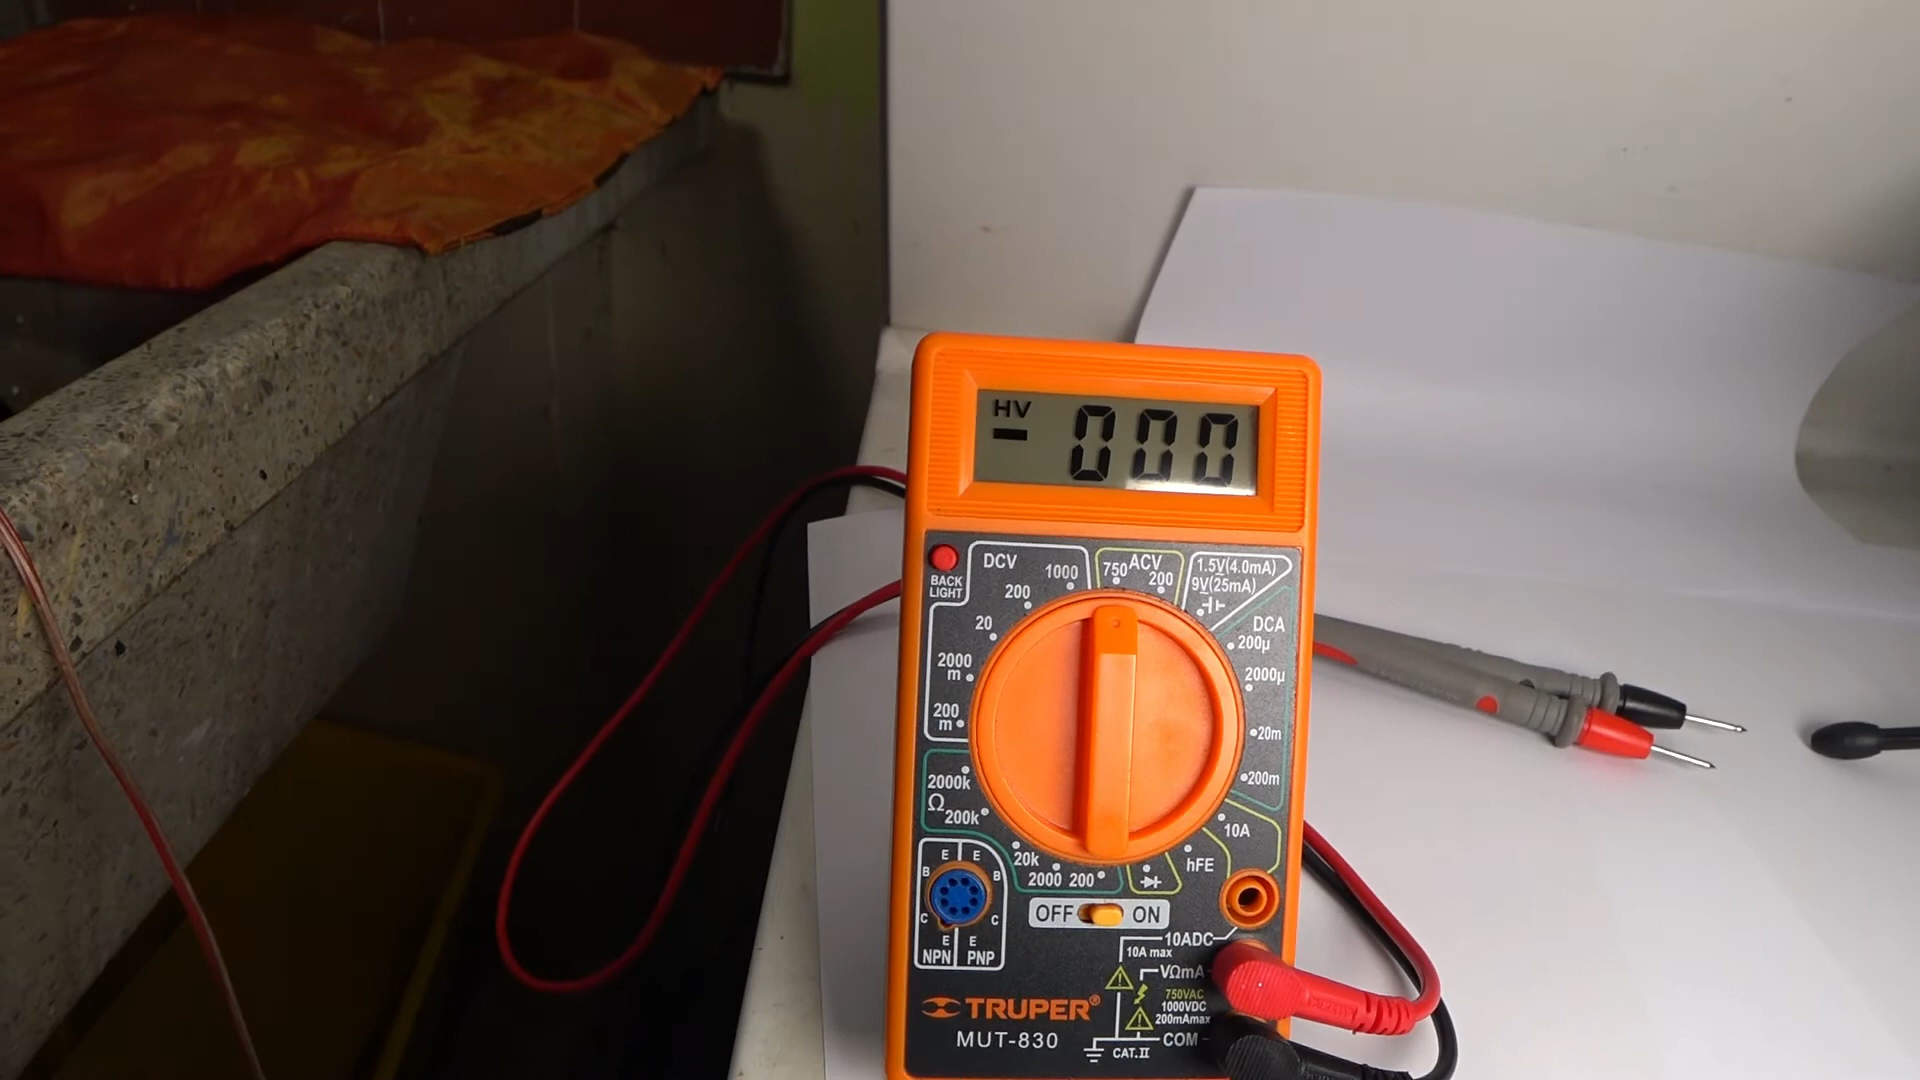 HV
- 000
BACK
LIGHT
DCV
1000
200
20
2000
m
200
m
ACV
750
200
1.5V(4.0mA)
9V(25mA)
DCA
200µ
2000µ
20m
200m
10A
hFE
2000k
Ω
200k
20k
2000
200
E E
B B
C C
E E
NPN PNP
OFF ON
10ADC
10A max
VΩmA
750VAC
1000VDC
200mAmax
COM
CAT.II
TRUPER®
MUT-830